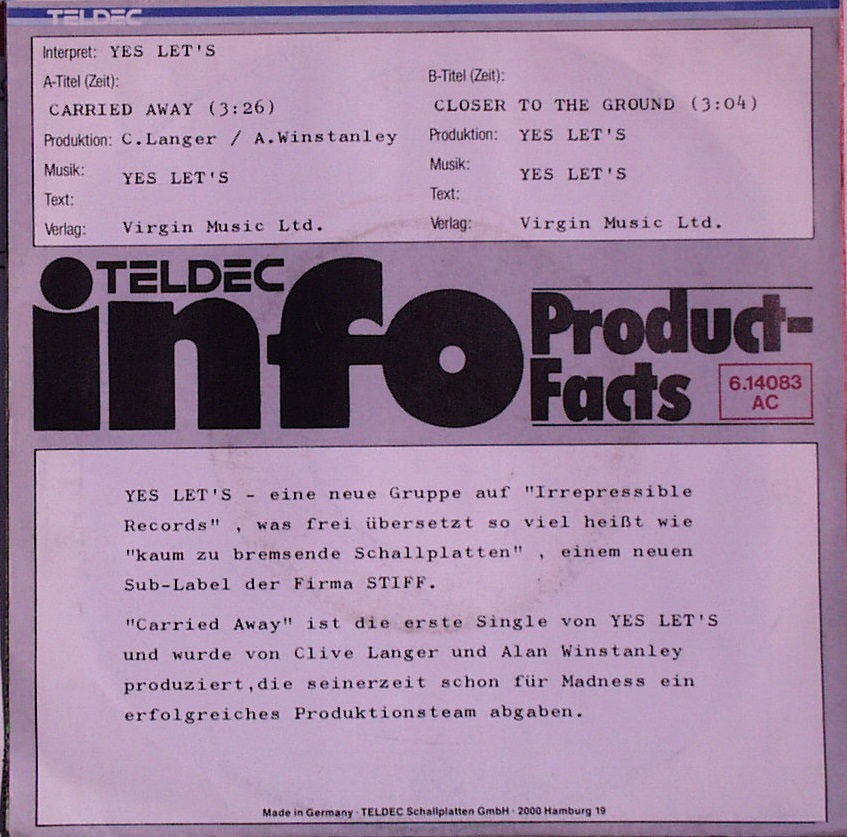 TELDEC
Interpret: YES LET'S
A-Titel (Zeit):
CARRIED AWAY (3:26)
Produktion: C.Langer / A.Winstanley
Musik:
YES LET'S
Text:
Verlag: Virgin Music Ltd.
B-Titel (Zeit):
CLOSER TO THE GROUND (3:04)
Produktion: YES LET'S
Musik:
YES LET'S
Text:
Verlag: Virgin Music Ltd.
TELDEC
info
Product-
Facts
6.14083
AC
YES LET'S - eine neue Gruppe auf "Irrepressible
Records" , was frei übersetzt so viel heißt wie
"kaum zu bremsende Schallplatten" , einem neuen
Sub-Label der Firma STIFF.
"Carried Away" ist die erste Single von YES LET'S
und wurde von Clive Langer und Alan Winstanley
produziert,die seinerzeit schon für Madness ein
erfolgreiches Produktionsteam abgaben.
Made in Germany · TELDEC Schallplatten GmbH · 2000 Hamburg 19